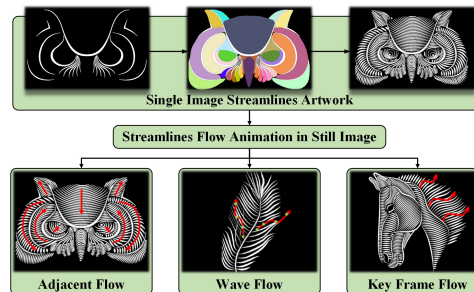 Single Image Streamlines Artwork
Streamlines Flow Animation in Still Image
Adjacent Flow
Wave Flow
Key Frame Flow